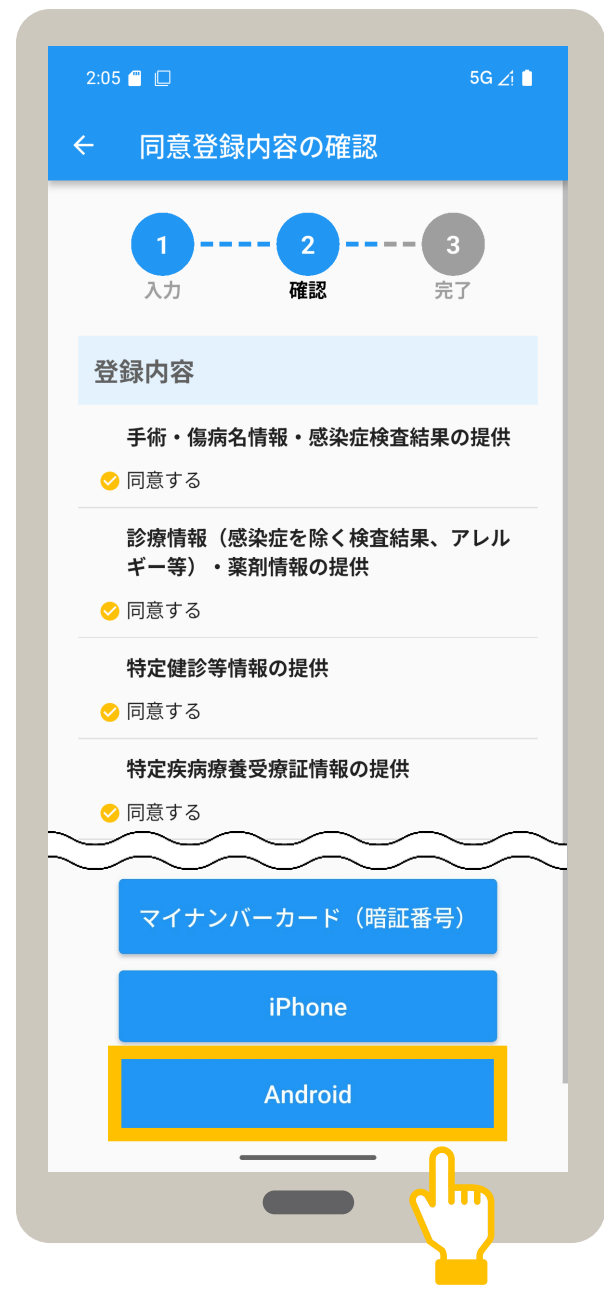 2:05 5G
同意登録内容の確認
1 2 3
入力 確認 完了
登録内容
手術・傷病名情報・感染症検査結果の提供
同意する
診療情報（感染症を除く検査結果、アレル
ギー等）・薬剤情報の提供
同意する
特定健診等情報の提供
同意する
特定疾病療養受療証情報の提供
同意する
マイナンバーカード（暗証番号）
iPhone
Android